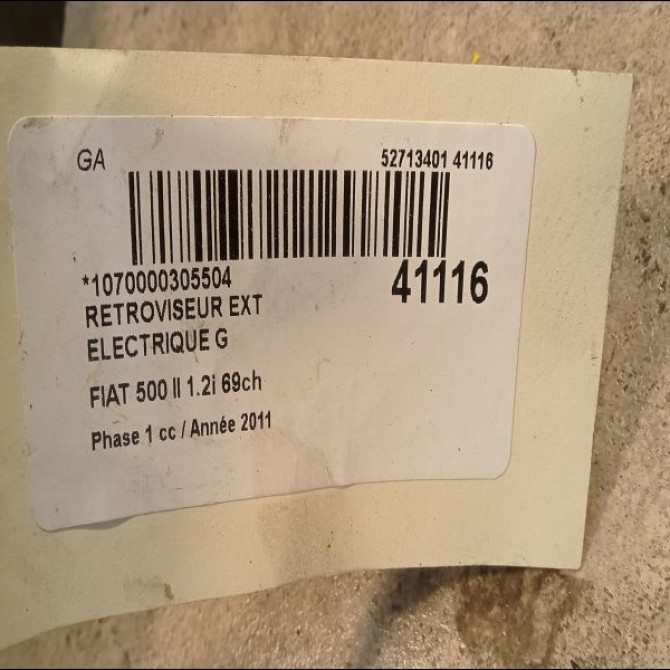 GA 52713401 41116
*1070000305504 41116
RETROVISEUR EXT
ELECTRIQUE G
FIAT 500 II 1.2i 69ch
Phase 1 cc / Année 2011